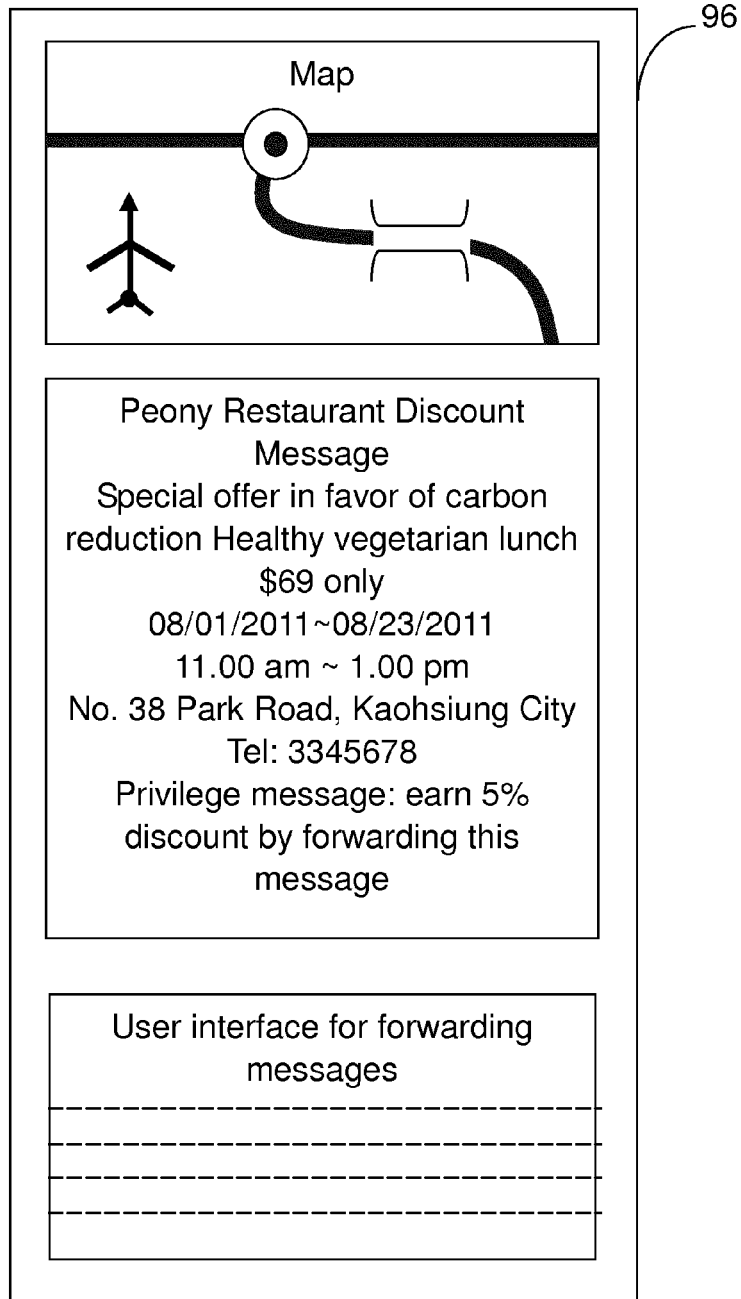 96
Map
Peony Restaurant Discount
Message
Special offer in favor of carbon
reduction Healthy vegetarian lunch
$69 only
08/01/2011~08/23/2011
11.00 am ~ 1.00 pm
No. 38 Park Road, Kaohsiung City
Tel: 3345678
Privilege message: earn 5%
discount by forwarding this
message
User interface for forwarding
messages